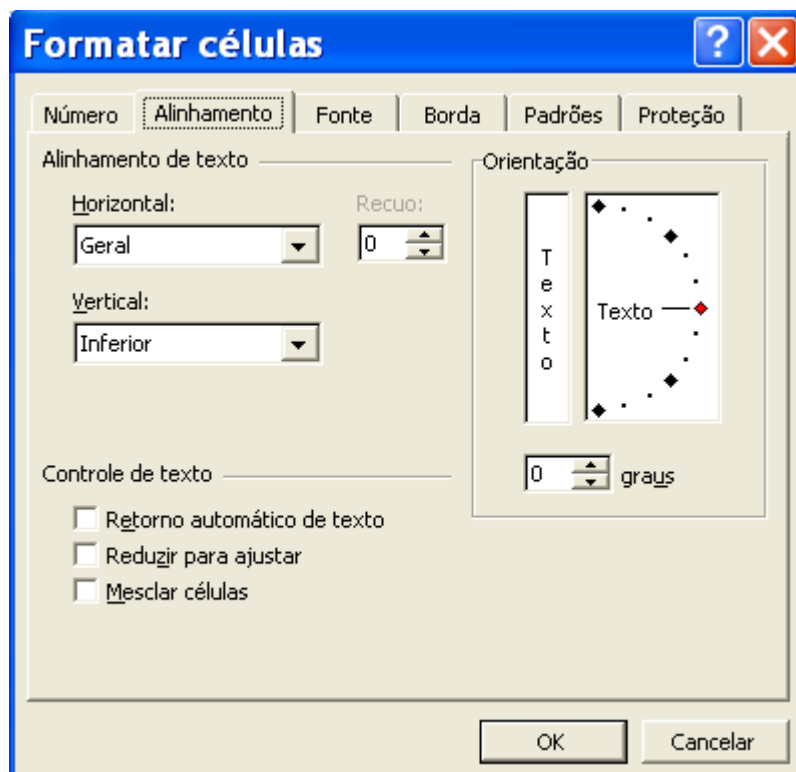 Formatar células
Número Alinhamento Fonte Borda Padrões Proteção
Alinhamento de texto
Horizontal: Recuo:
Geral 0
Vertical:
Inferior
Orientação
Texto
Texto
0 graus
Controle de texto
Retorno automático de texto
Reduzir para ajustar
Mesclar células
OK Cancelar